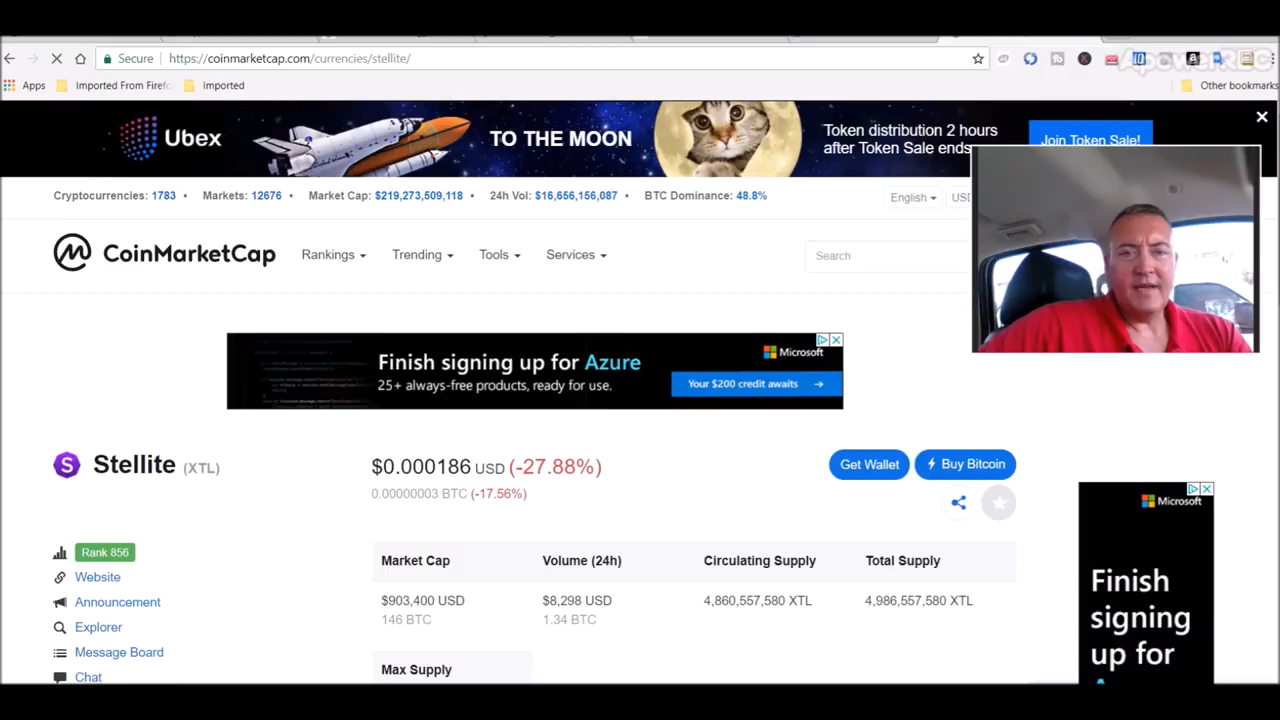 ApowerREC
Secure https://coinmarketcap.com/currencies/stellite/
Apps Imported From Firefo Imported Other bookmarks
Ubex TO THE MOON Token distribution 2 hours
after Token Sale ends
Join Token Sale!
Cryptocurrencies: 1783 • Markets: 12676 • Market Cap: $219,273,509,118 • 24h Vol: $16,656,156,087 • BTC Dominance: 48.8% English USD
CoinMarketCap Rankings Trending Tools Services Search
Finish signing up for Azure Microsoft
25+ always-free products, ready for use. Your $200 credit awaits →
S Stellite (XTL) $0.000186 USD (-27.88%) Get Wallet Buy Bitcoin
0.00000003 BTC (-17.56%)
Microsoft
Rank 856
Website
Announcement
Explorer
Message Board
Chat
Market Cap Volume (24h) Circulating Supply Total Supply
$903,400 USD $8,298 USD 4,860,557,580 XTL 4,986,557,580 XTL
146 BTC 1.34 BTC
Max Supply
Finish
signing
up for